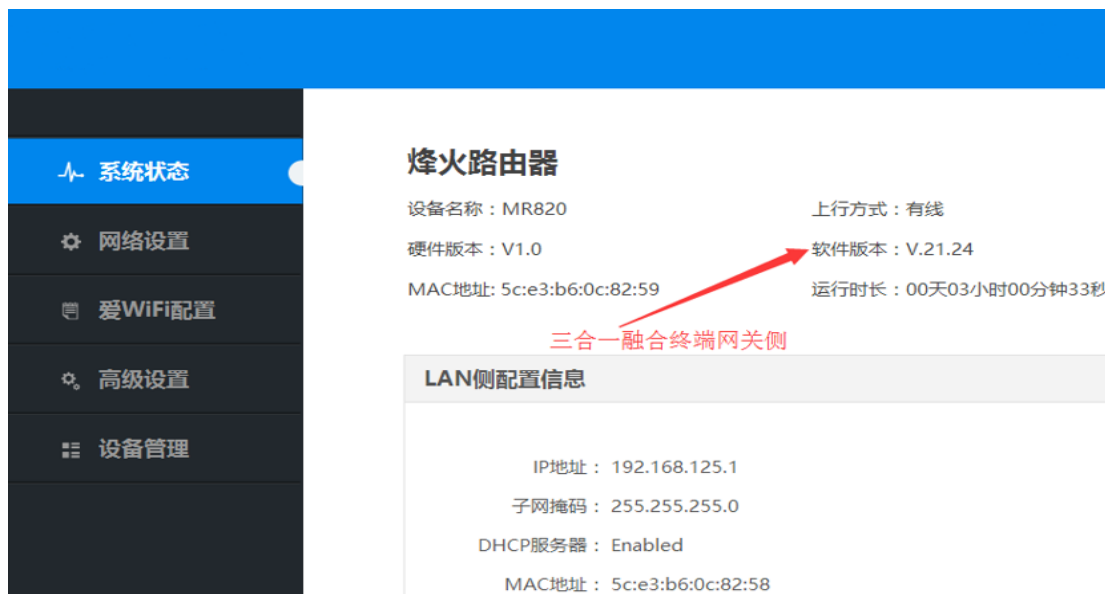 系统状态
网络设置
爱WiFi配置
高级设置
设备管理
烽火路由器
设备名称：MR820
上行方式：有线
硬件版本：V1.0
软件版本：V.21.24
MAC地址: 5c:e3:b6:0c:82:59
运行时长：00天03小时00分钟33秒
三合一融合终端网关侧
LAN侧配置信息
IP地址： 192.168.125.1
子网掩码： 255.255.255.0
DHCP服务器： Enabled
MAC地址： 5c:e3:b6:0c:82:58